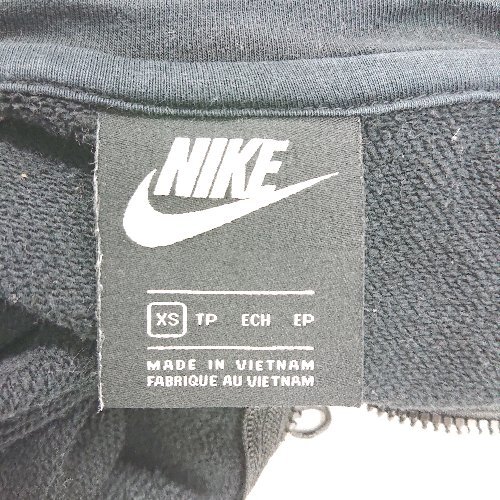 NIKE
XS TP ECH EP
MADE IN VIETNAM
FABRIQUE AU VIETNAM